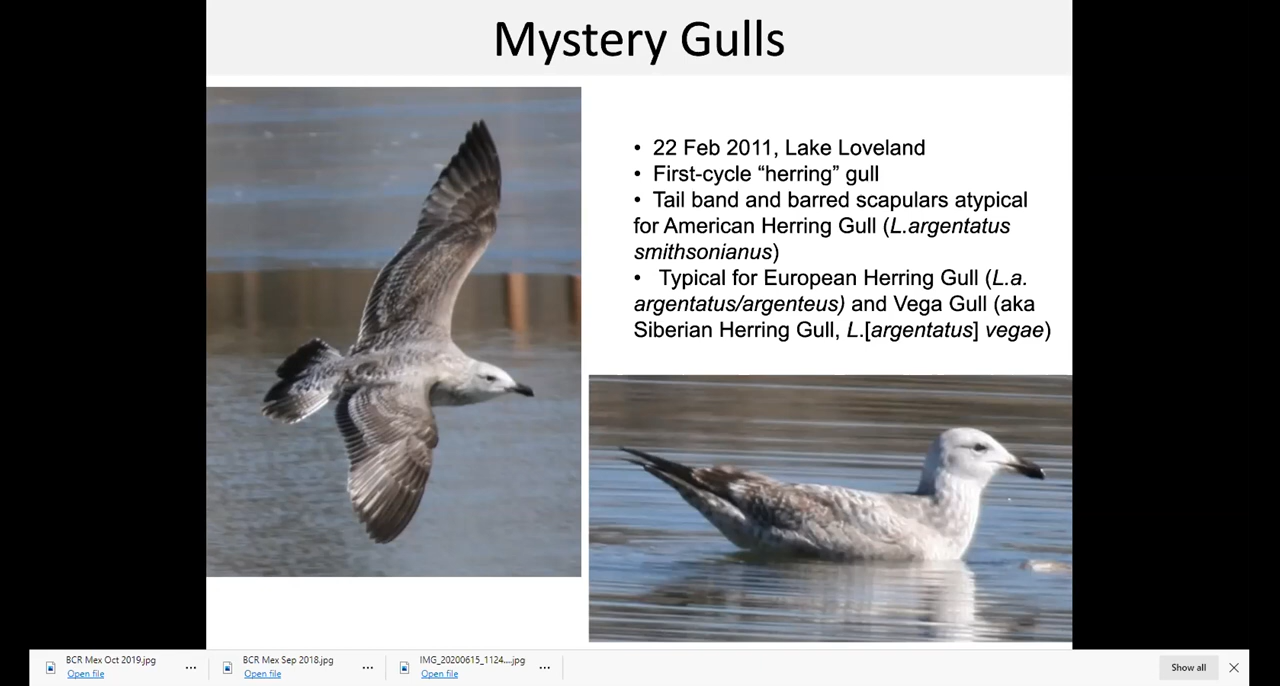 Mystery Gulls
• 22 Feb 2011, Lake Loveland
• First-cycle “herring” gull
• Tail band and barred scapulars atypical
for American Herring Gull (L.argentatus
smithsonianus)
• Typical for European Herring Gull (L.a.
argentatus/argenteus) and Vega Gull (aka
Siberian Herring Gull, L.[argentatus] vegae)
BCR Mex Oct 2019.jpg
Open file
...
BCR Mex Sep 2018.jpg
Open file
...
IMG_20200615_1124....jpg
Open file
...
Show all